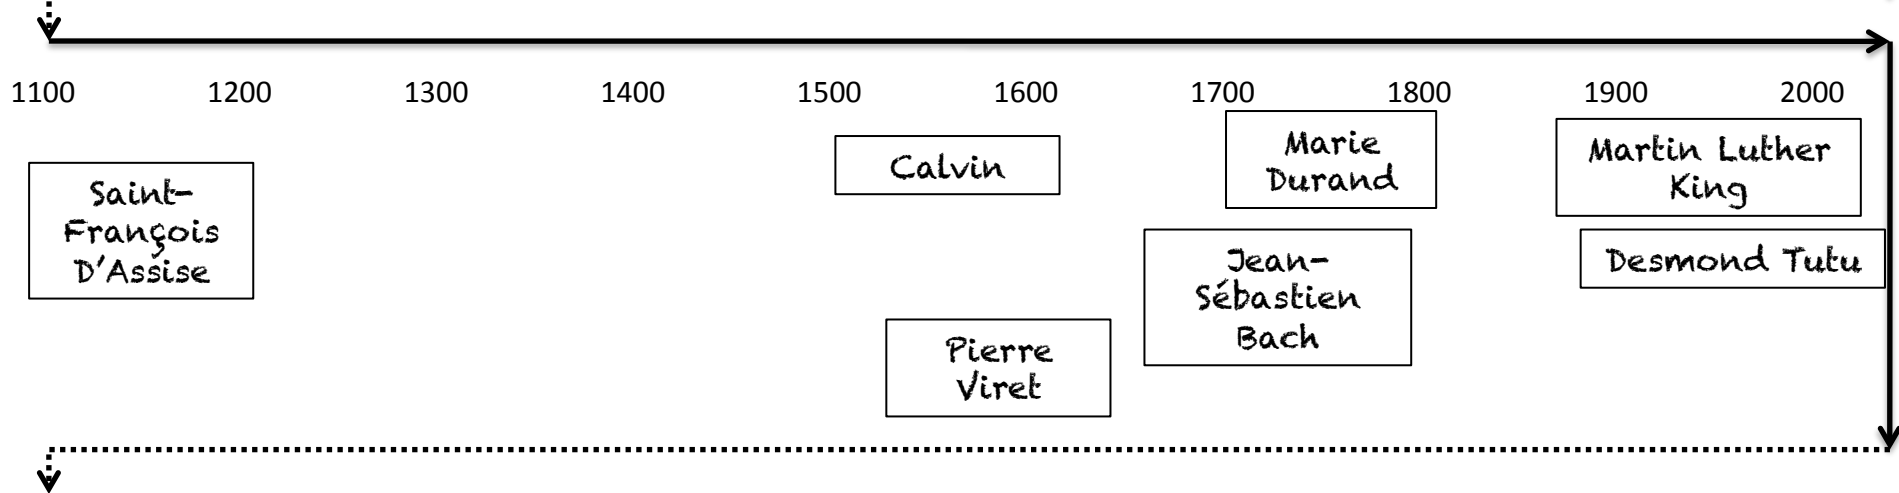 1100 1200 1300 1400 1500 1600 1700 1800 1900 2000
Saint-
François
D'Assise
Calvin
Pierre
Viret
Marie
Durand
Jean-
Sébastien
Bach
Martin Luther
King
Desmond Tutu